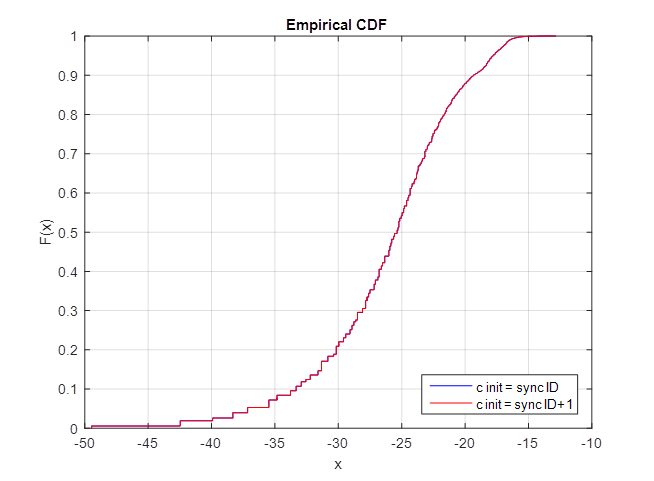 Empirical CDF
1
0.9
0.8
0.7
0.6
0.5
0.4
0.3
0.2
0.1
0
F(x)
-50 -45 -40 -35 -30 -25 -20 -15 -10
x
c init = sync ID
c init = sync ID+1